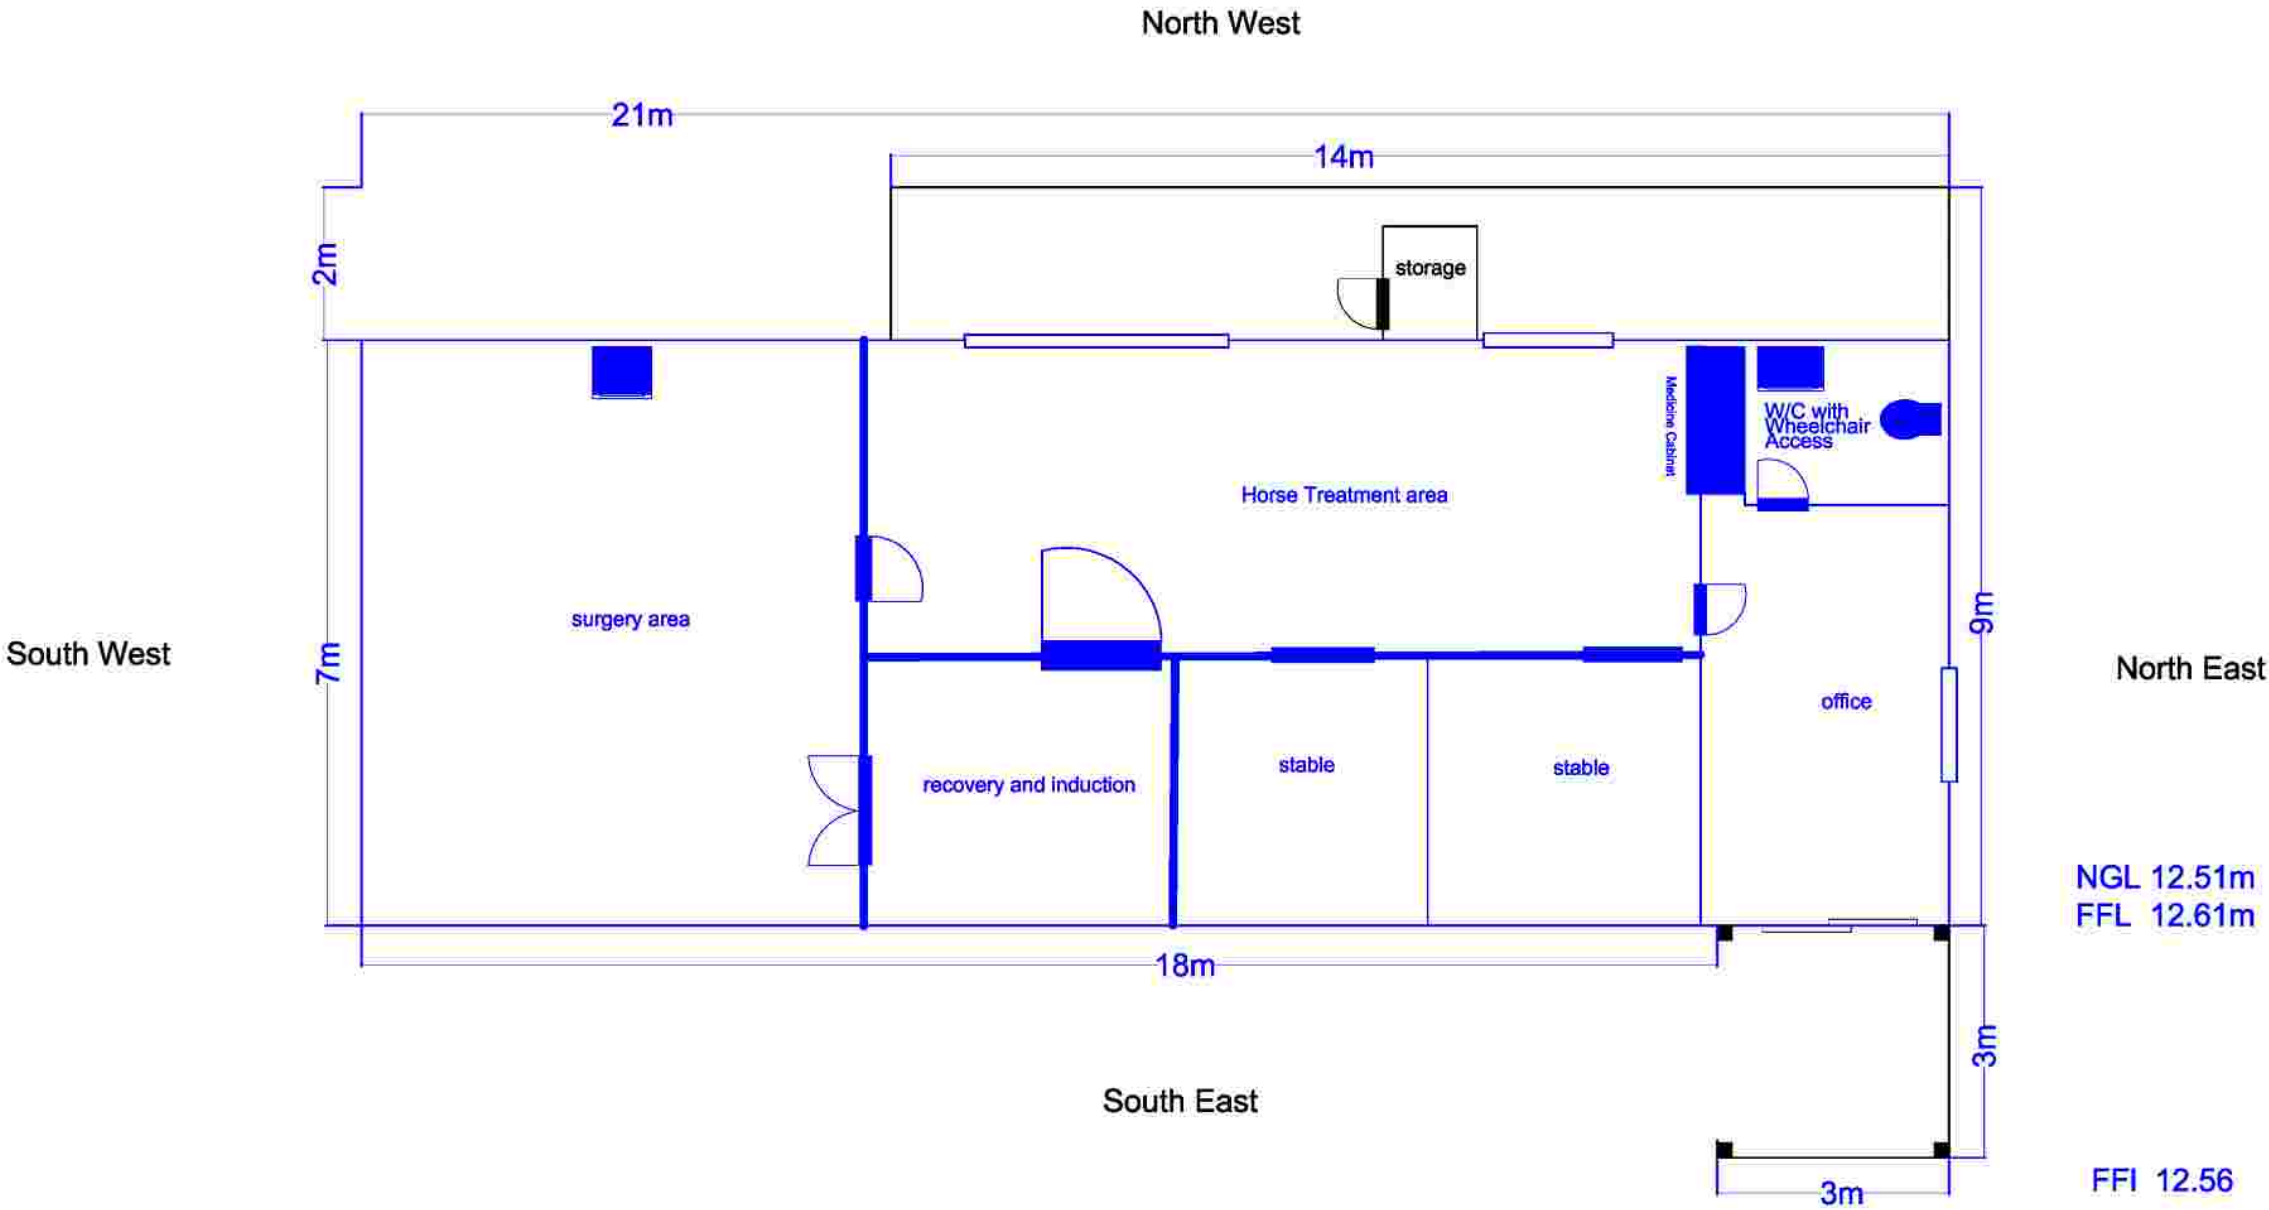 North West
21m
14m
2m
storage
Medicine Cabinet
W/C with
Wheelchair
Access
Horse Treatment area
surgery area
South West
7m
9m
North East
office
stable
stable
recovery and induction
NGL 12.51m
FFL 12.61m
18m
3m
South East
FFl 12.56
3m